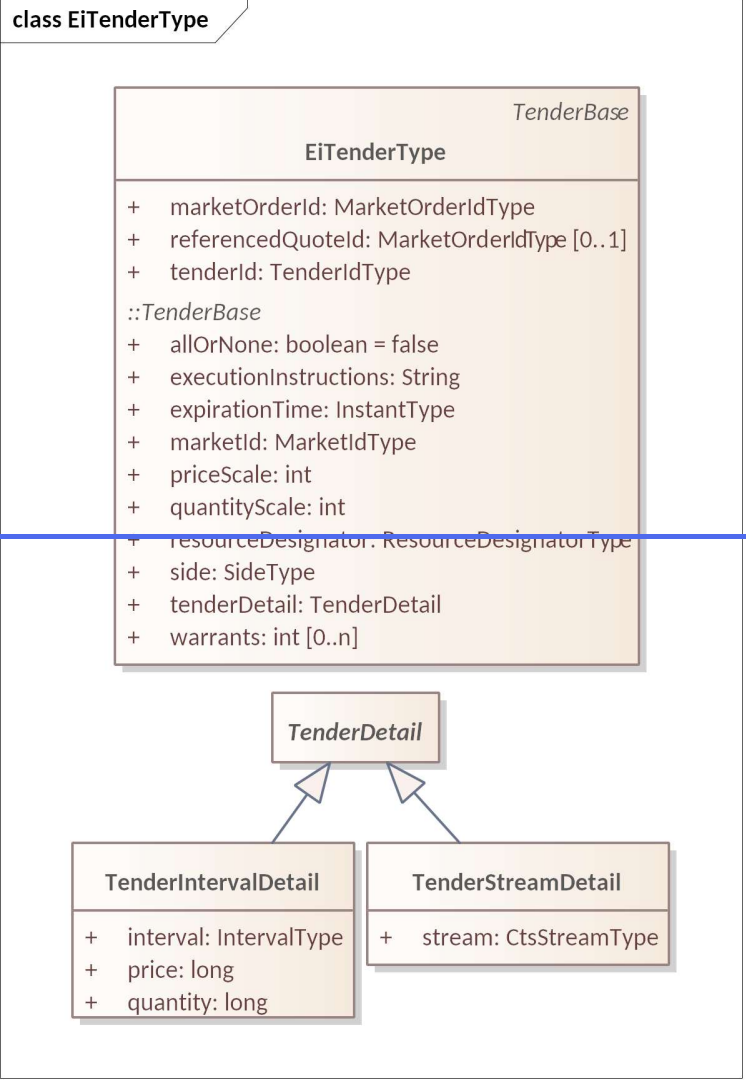 class EiTenderType
TenderBase
EiTenderType
+ marketOrderId: MarketOrderIdType
+ referencedQuoteId: MarketOrderIdType [0..1]
+ tenderId: TenderIdType
::TenderBase
+ allOrNone: boolean = false
+ executionInstructions: String
+ expirationTime: InstantType
+ marketId: MarketIdType
+ priceScale: int
+ quantityScale: int
+ resourceDesignator: ResourceDesignatorType
+ side: SideType
+ tenderDetail: TenderDetail
+ warrants: int [0..n]
TenderDetail
TenderIntervalDetail
+ interval: IntervalType
+ price: long
+ quantity: long
TenderStreamDetail
+ stream: CtsStreamType